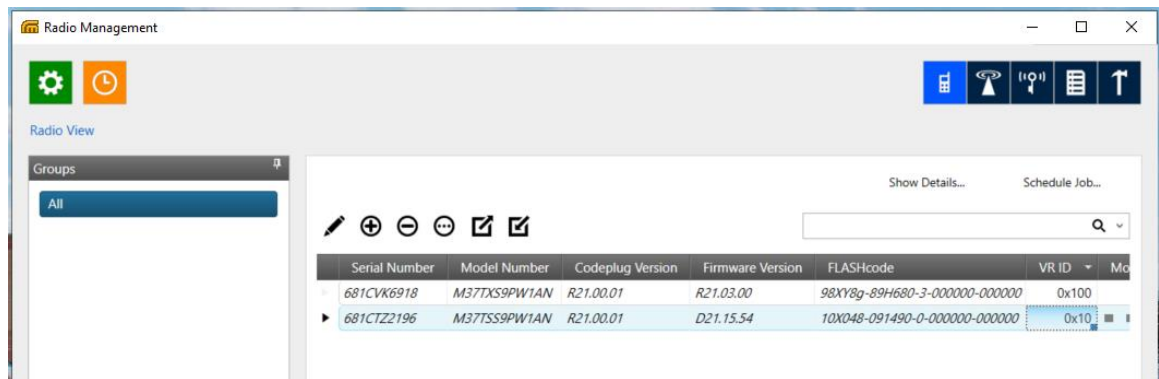 Radio Management
Radio View
Groups
All
Show Details... Schedule Job...
Serial Number Model Number Codeplug Version Firmware Version FLASHcode VR ID Mo
681CVK6918 M37TXS9PW1AN R21.00.01 R21.03.00 98XY8g-89H680-3-000000-000000 0x100
681CTZ2196 M37TSS9PW1AN R21.00.01 D21.15.54 10X048-091490-0-000000-000000 0x10